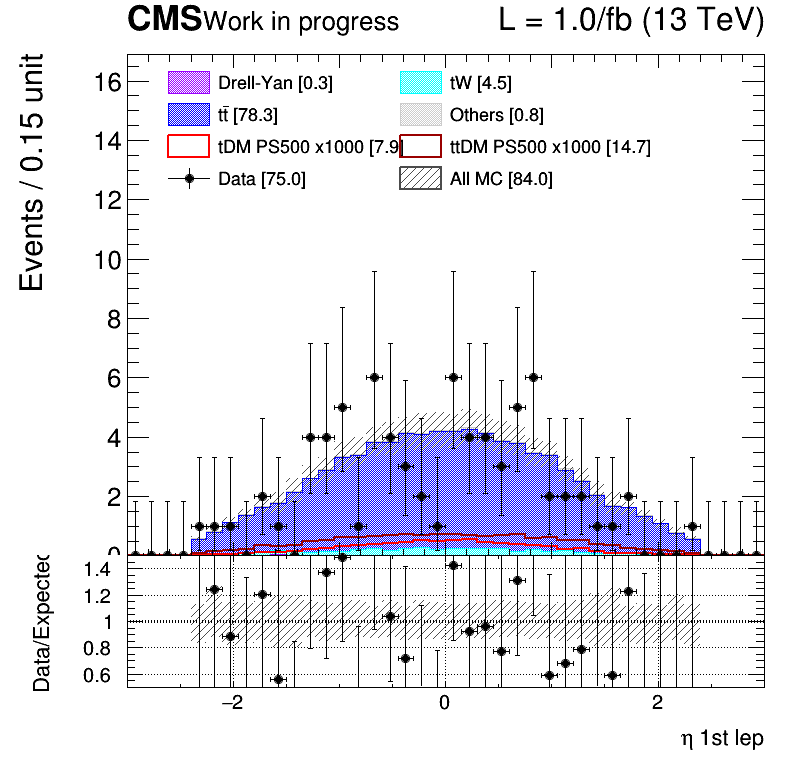 CMS Work in progress L = 1.0/fb (13 TeV)
Events / 0.15 unit
16
14
12
10
8
6
4
2
0
Drell-Yan [0.3] tW [4.5]
tt̄ [78.3] Others [0.8]
tDM PS500 x1000 [7.9 ttDM PS500 x1000 [14.7]
Data [75.0] All MC [84.0]
Data/Expected
1.4
1.2
1
0.8
0.6
−2 0 2
η 1st lep